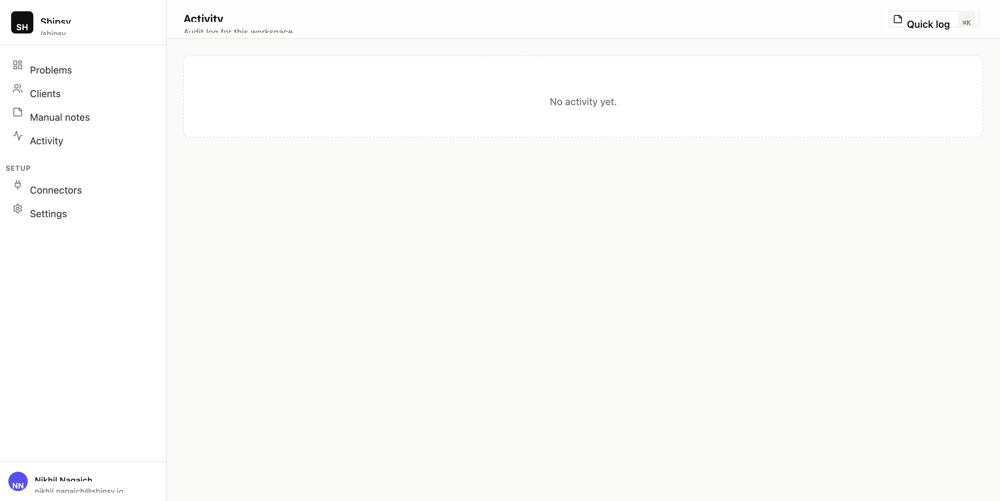 SH
Shipsy
/shipsy
Problems
Clients
Manual notes
Activity
SETUP
Connectors
Settings
NN
Nikhil Nagaich
nikhil.nagaich@shipsy.io
Activity
Audit log for this workspace
Quick log ⌘K
No activity yet.